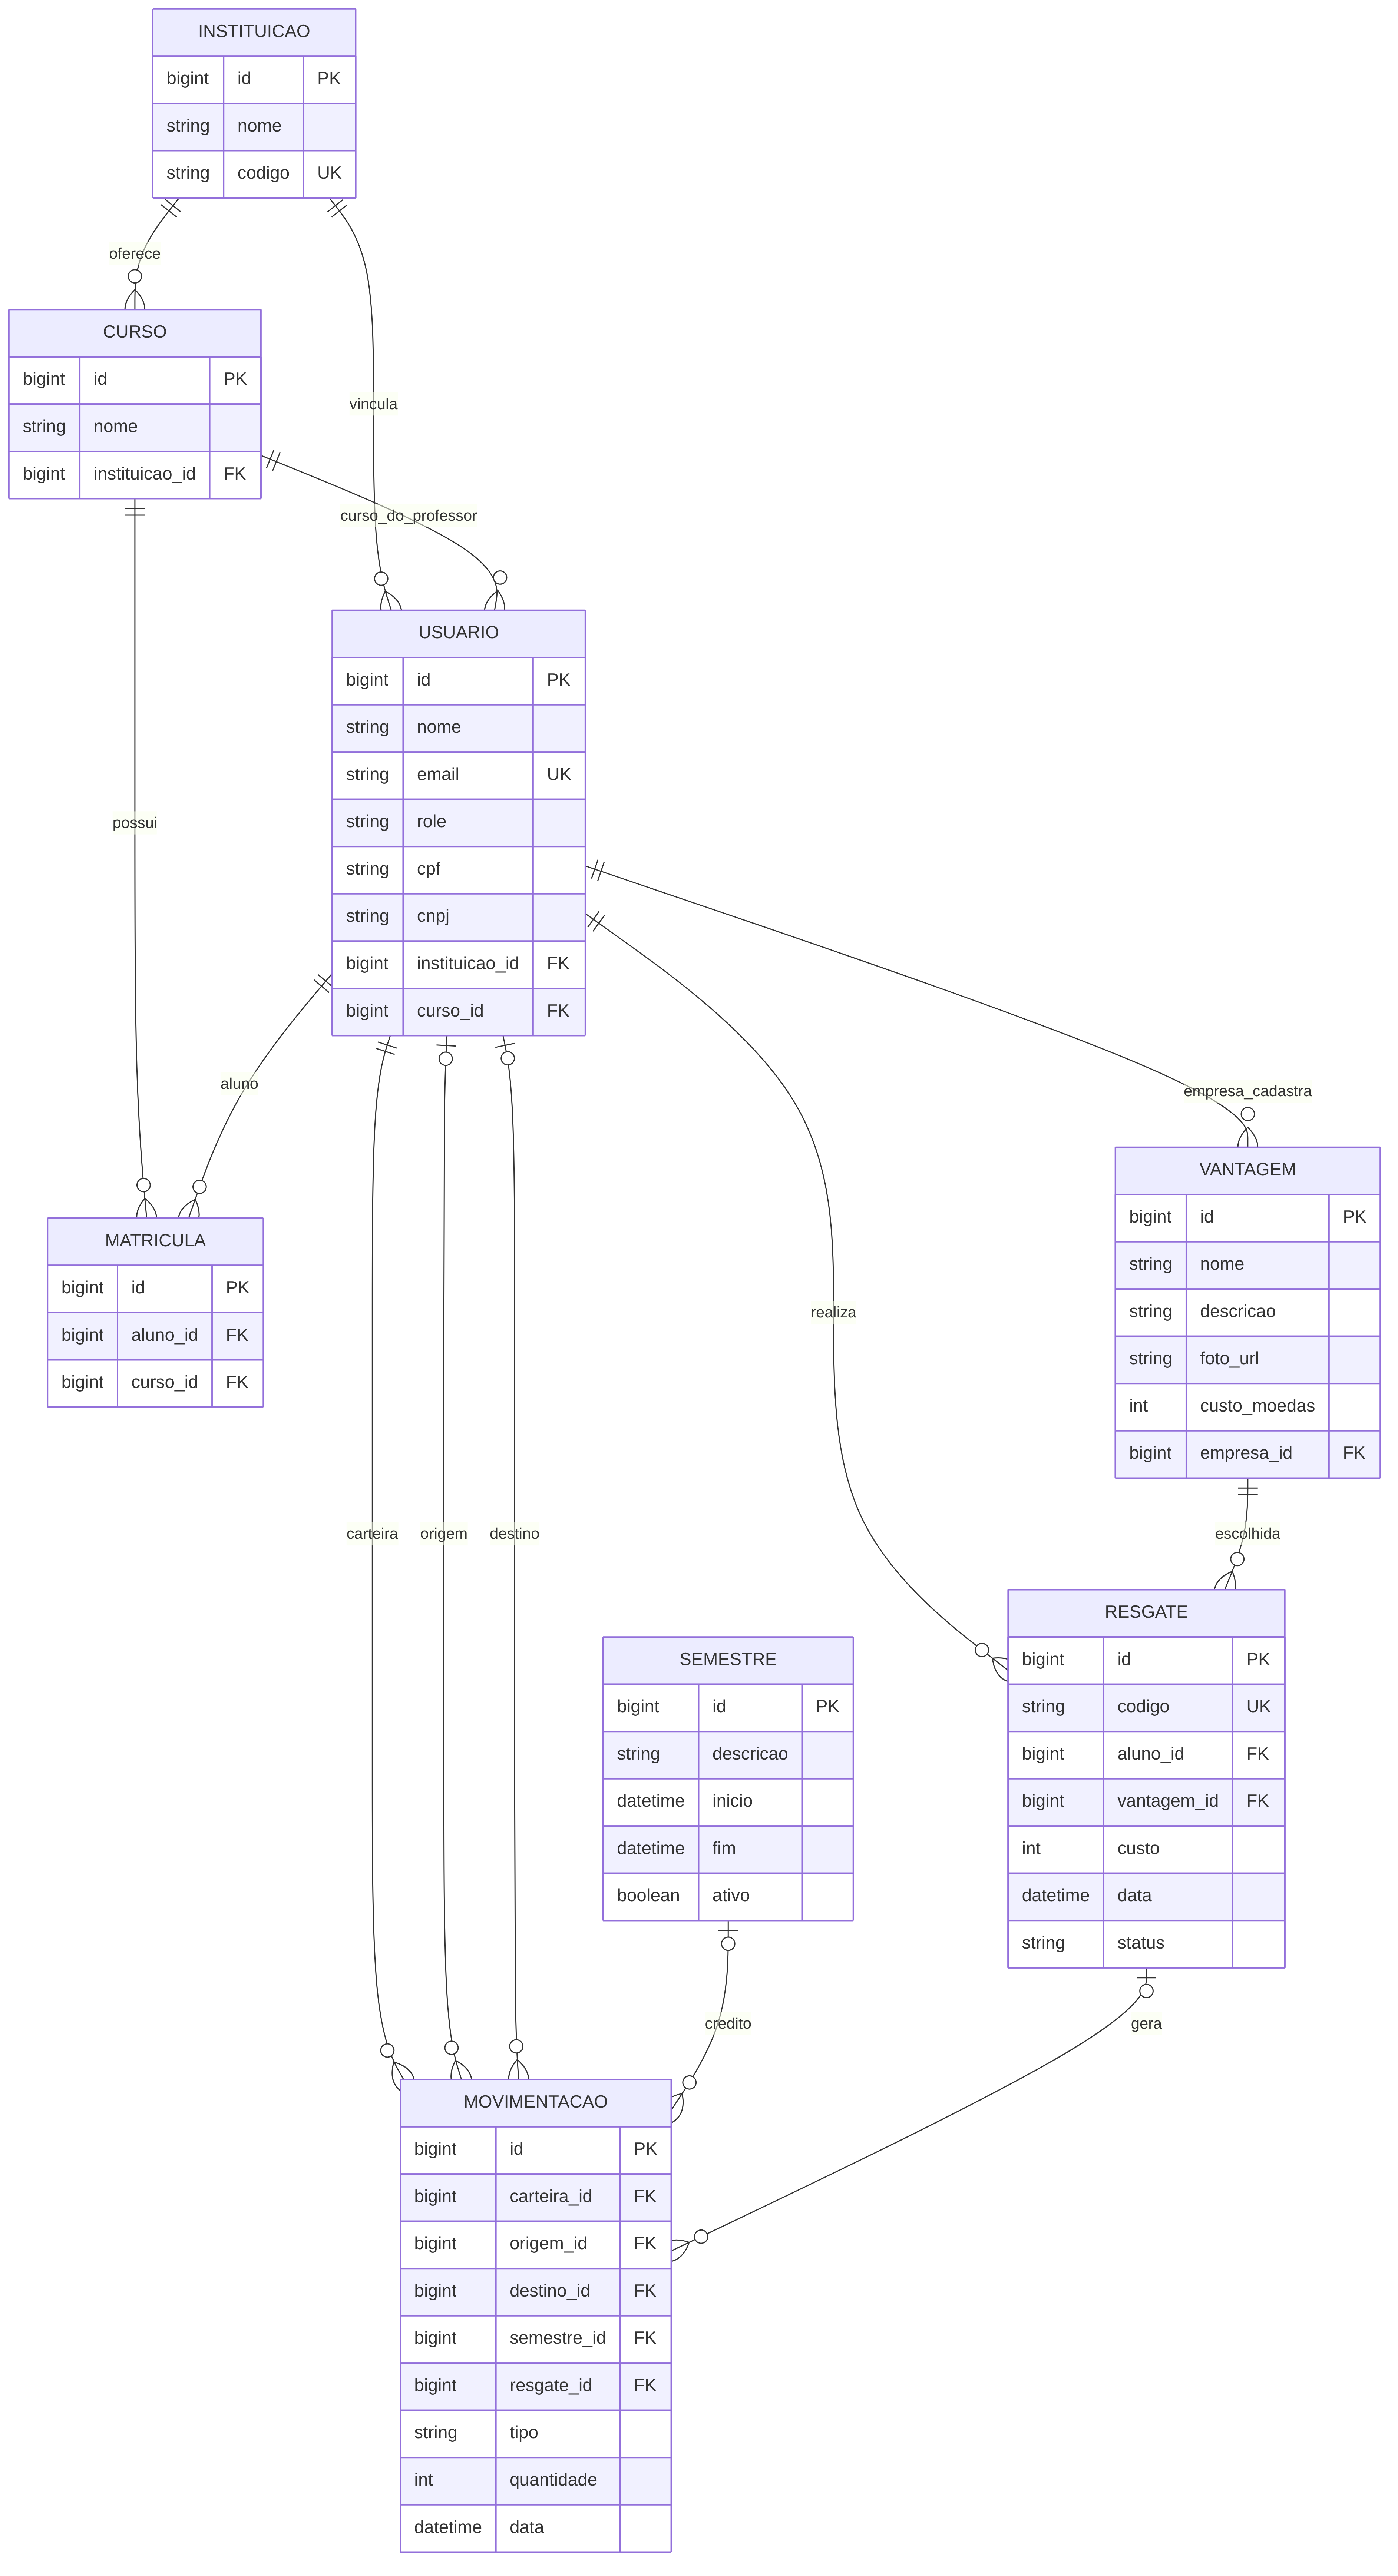 INSTITUICAO
bigint id PK
string nome
string codigo UK
oferece
vincula
CURSO
bigint id PK
string nome
bigint instituicao_id FK
curso_do_professor
USUARIO
bigint id PK
string nome
string email UK
string role
string cpf
string cnpj
bigint instituicao_id FK
bigint curso_id FK
possui
aluno
empresa_cadastra
VANTAGEM
bigint id PK
string nome
string descricao
string foto_url
int custo_moedas
bigint empresa_id FK
MATRICULA
bigint id PK
bigint aluno_id FK
bigint curso_id FK
realiza
carteira
origem
destino
escolhida
RESGATE
bigint id PK
string codigo UK
bigint aluno_id FK
bigint vantagem_id FK
int custo
datetime data
string status
SEMESTRE
bigint id PK
string descricao
datetime inicio
datetime fim
boolean ativo
credito
gera
MOVIMENTACAO
bigint id PK
bigint carteira_id FK
bigint origem_id FK
bigint destino_id FK
bigint semestre_id FK
bigint resgate_id FK
string tipo
int quantidade
datetime data